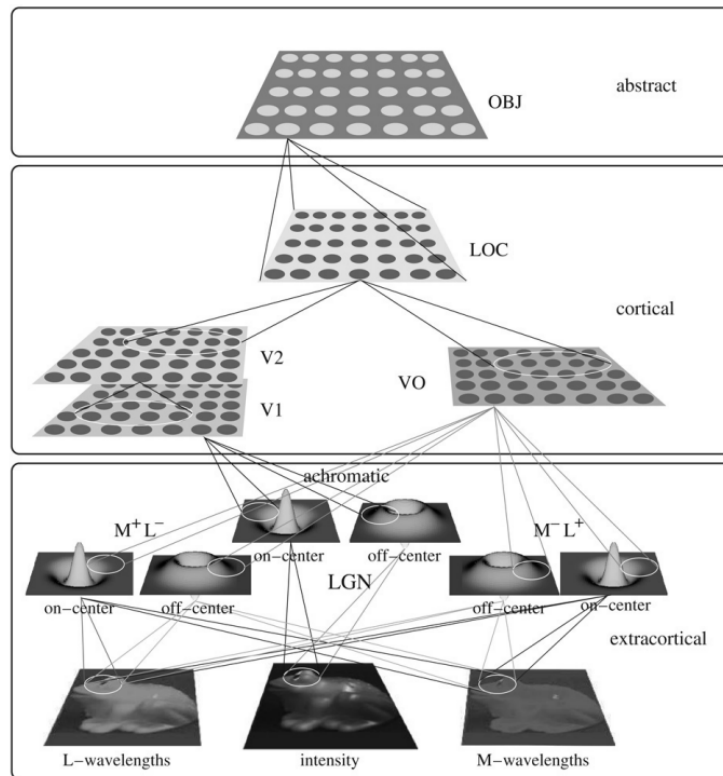 abstract
OBJ
LOC
cortical
V2
VO
V1
achromatic
M⁺L⁻
M⁻L⁺
on−center
off−center
LGN
on−center
off−center
off−center
on−center
extracortical
L−wavelengths
intensity
M−wavelengths